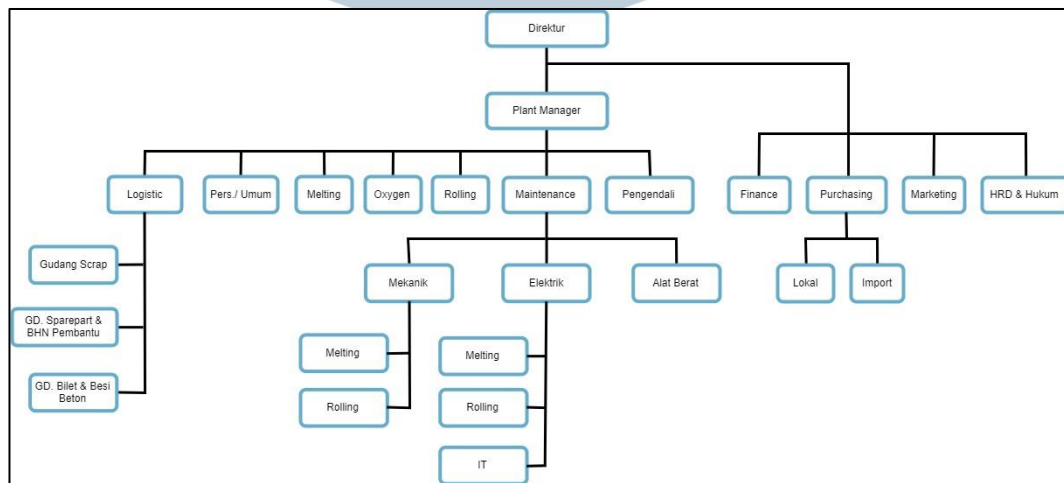 Direktur
Plant Manager
Logistic
Pers./ Umum
Melting
Oxygen
Rolling
Maintenance
Pengendali
Finance
Purchasing
Marketing
HRD & Hukum
Gudang Scrap
GD. Sparepart &
BHN Pembantu
GD. Bilet & Besi
Beton
Mekanik
Elektrik
Alat Berat
Lokal
Import
Melting
Rolling
Melting
Rolling
IT